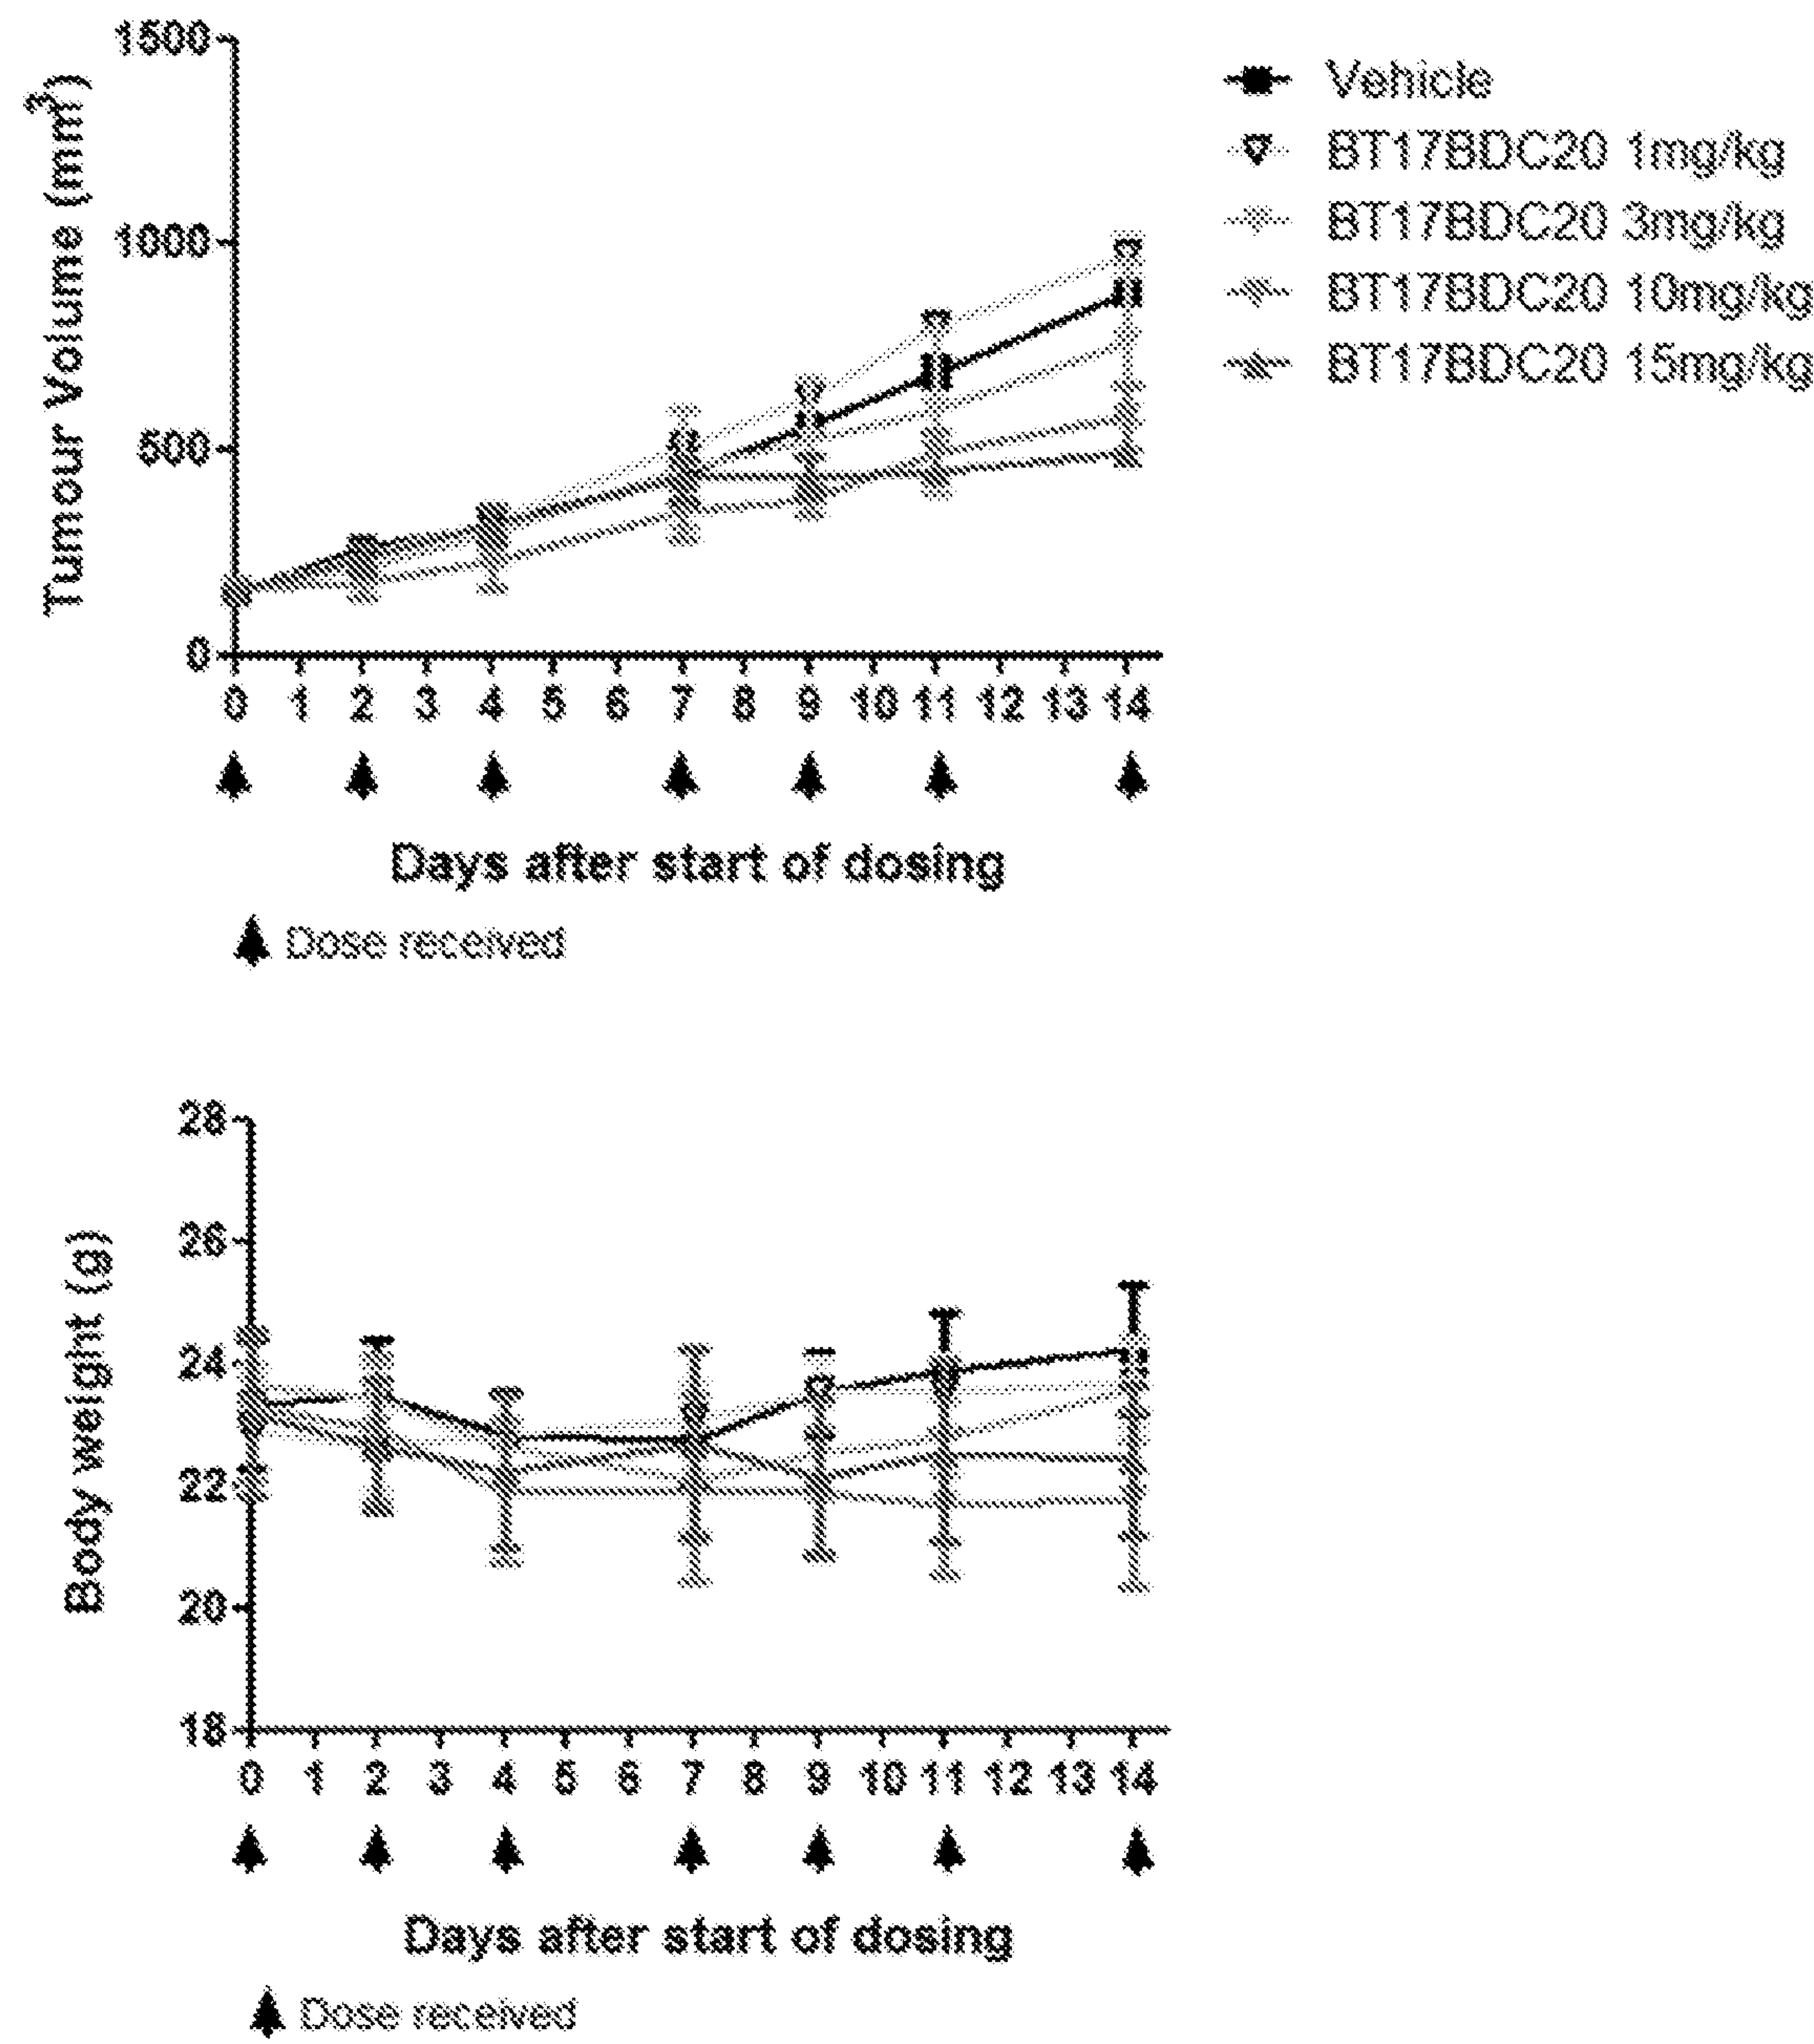 Tumour Volume (mm³)
1500
1000
500
0
0 1 2 3 4 5 6 7 8 9 10 11 12 13 14
Days after start of dosing
Dose received
Vehicle
BT17BDC20 1mg/kg
BT17BDC20 3mg/kg
BT17BDC20 10mg/kg
BT17BDC20 15mg/kg
Body weight (g)
28
26
24
22
20
18
0 1 2 3 4 5 6 7 8 9 10 11 12 13 14
Days after start of dosing
Dose received